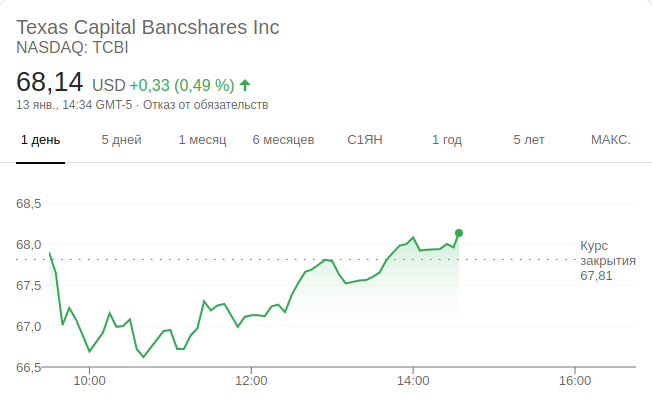 Texas Capital Bancshares Inc
NASDAQ: TCBI
68,14 USD +0,33 (0,49 %)
13 янв., 14:34 GMT-5 · Отказ от обязательств
1 день 5 дней 1 месяц 6 месяцев С1ЯН 1 год 5 лет МАКС.
68,5
68,0
67,5
67,0
66,5
Курс
закрытия
67,81
10:00 12:00 14:00 16:00